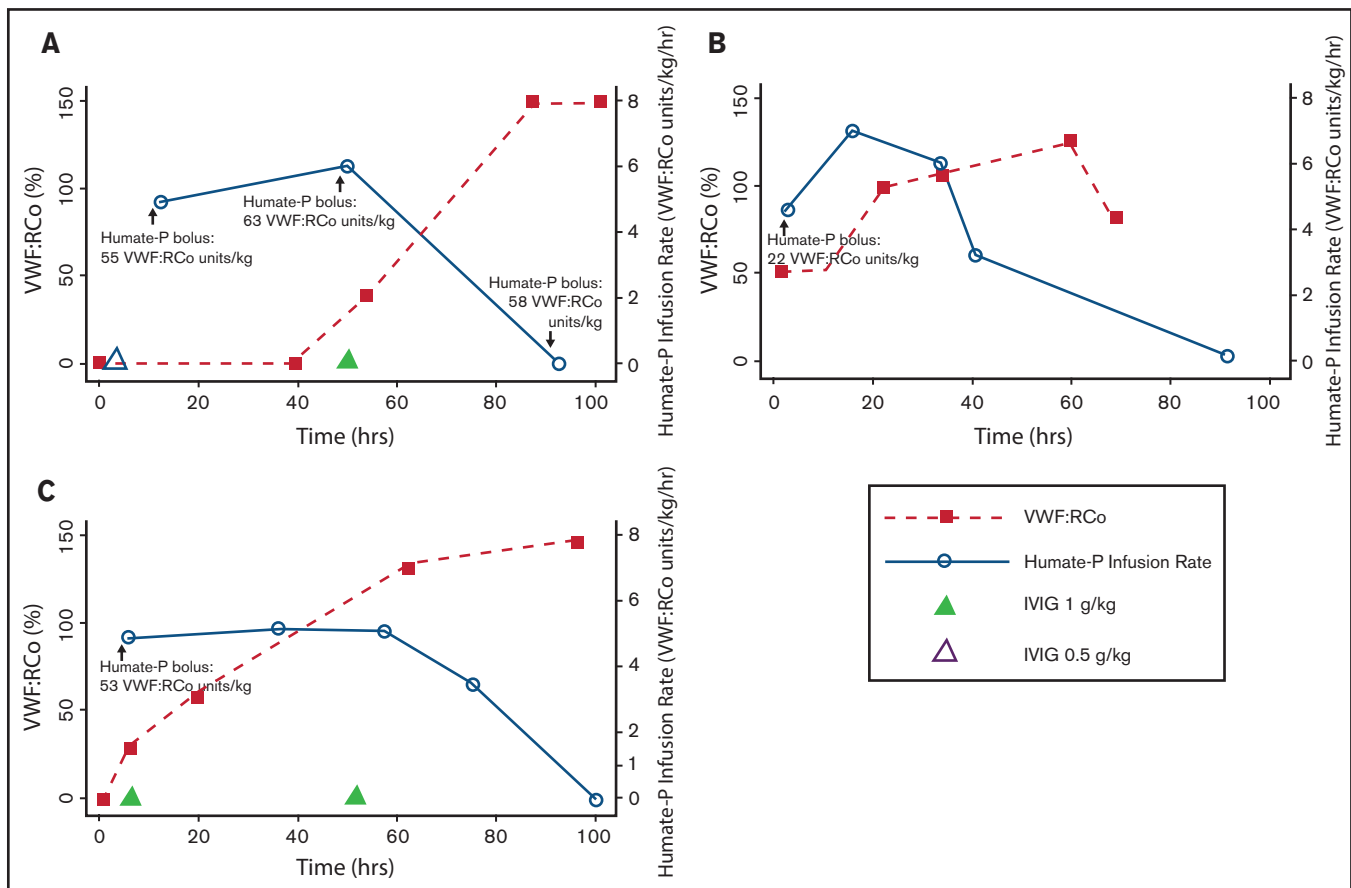 A
VWF:RCo (%)
150
100
50
0
8
6
4
2
0
Humate-P Infusion Rate (VWF:RCo units/kg/hr)
Humate-P bolus:
55 VWF:RCo units/kg
Humate-P bolus:
63 VWF:RCo units/kg
Humate-P bolus:
58 VWF:RCo
units/kg
0 20 40 60 80 100
Time (hrs)
B
VWF:RCo (%)
150
100
50
0
8
6
4
2
0
Humate-P Infusion Rate (VWF:RCo units/kg/hr)
Humate-P bolus:
22 VWF:RCo units/kg
0 20 40 60 80 100
Time (hrs)
C
VWF:RCo (%)
150
100
50
0
8
6
4
2
1
0
Humate-P Infusion Rate (VWF:RCo units/kg/hr)
Humate-P bolus:
53 VWF:RCo units/kg
0 20 40 60 80 100
Time (hrs)
VWF:RCo
Humate-P Infusion Rate
IVIG 1 g/kg
IVIG 0.5 g/kg